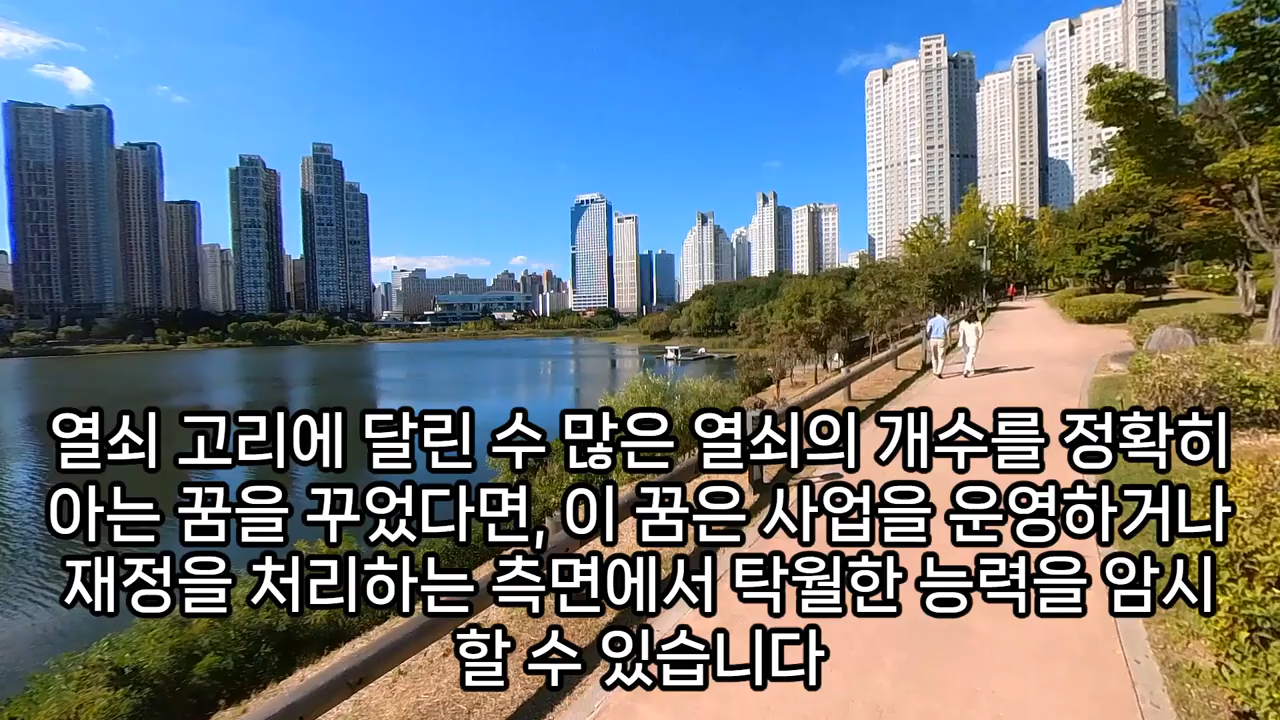 열쇠 고리에 달린 수 많은 열쇠의 개수를 정확히
아는 꿈을 꾸었다면, 이 꿈은 사업을 운영하거나
재정을 처리하는 측면에서 탁월한 능력을 암시
할 수 있습니다